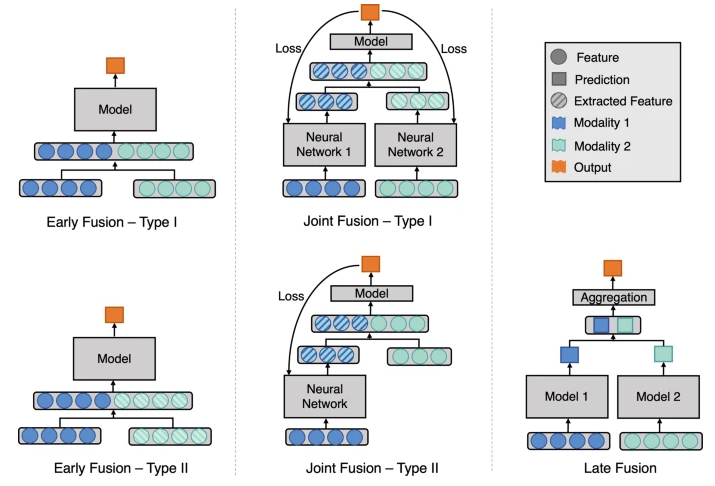 Model
Early Fusion – Type I
Loss
Loss
Model
Neural
Network 1
Neural
Network 2
Joint Fusion – Type I
Feature
Prediction
Extracted Feature
Modality 1
Modality 2
Output
Model
Early Fusion – Type II
Loss
Model
Neural
Network
Joint Fusion – Type II
Aggregation
Model 1
Model 2
Late Fusion